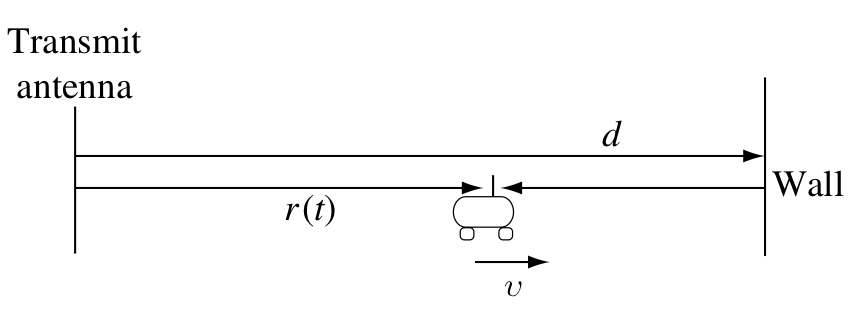 Transmit
antenna
d
Wall
r(t)
v